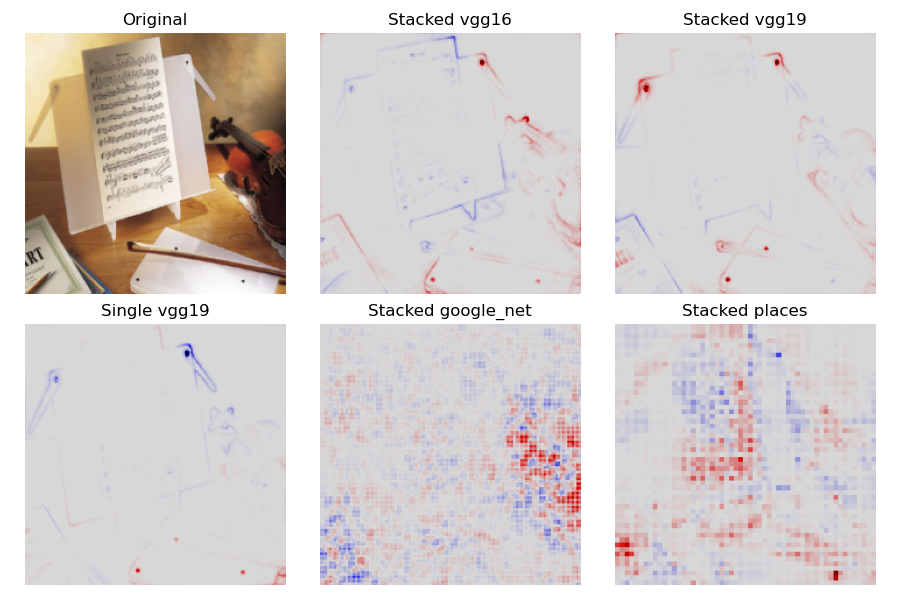 Original
Stacked vgg16
Stacked vgg19
ART
Single vgg19
Stacked google_net
Stacked places